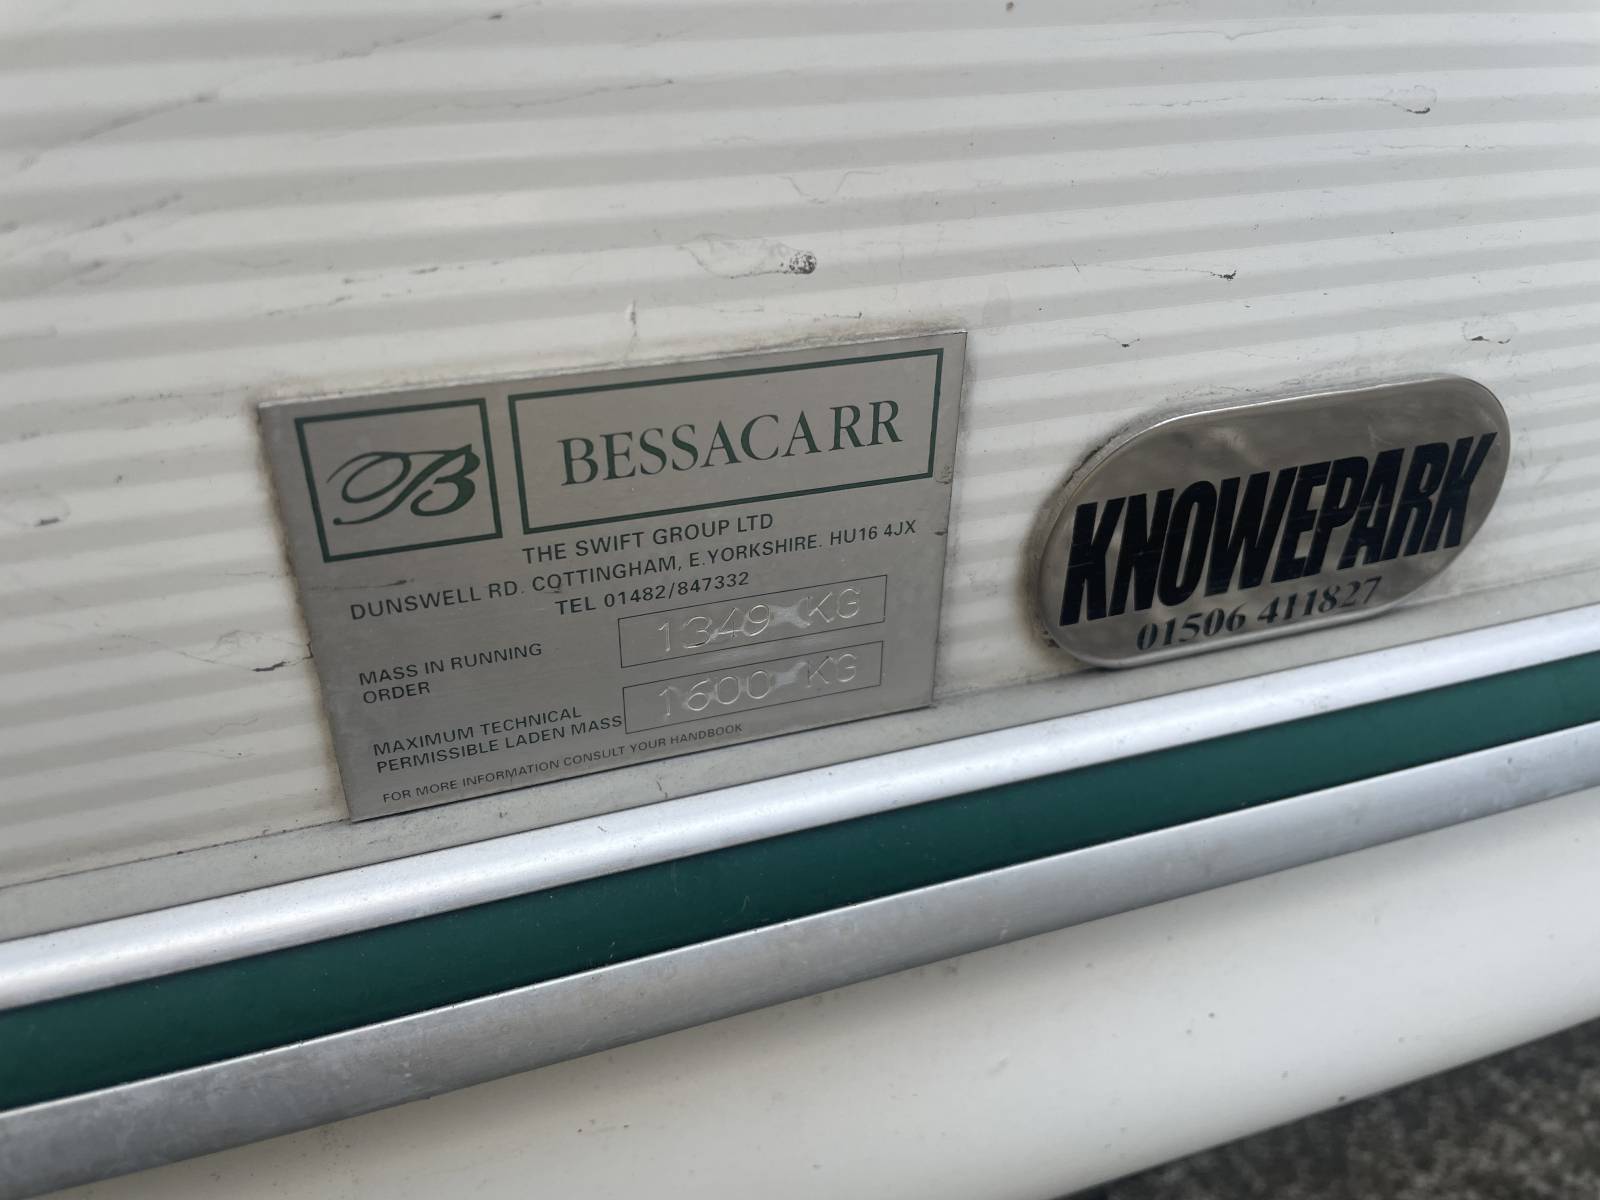 B
BESSACARR
THE SWIFT GROUP LTD
DUNSWELL RD. COTTINGHAM, E.YORKSHIRE. HU16 4JX
TEL 01482/847332
MASS IN RUNNING
ORDER
1349 KG
MAXIMUM TECHNICAL
PERMISSIBLE LADEN MASS
1600 KG
FOR MORE INFORMATION CONSULT YOUR HANDBOOK
KNOWEPARK
01506 411827